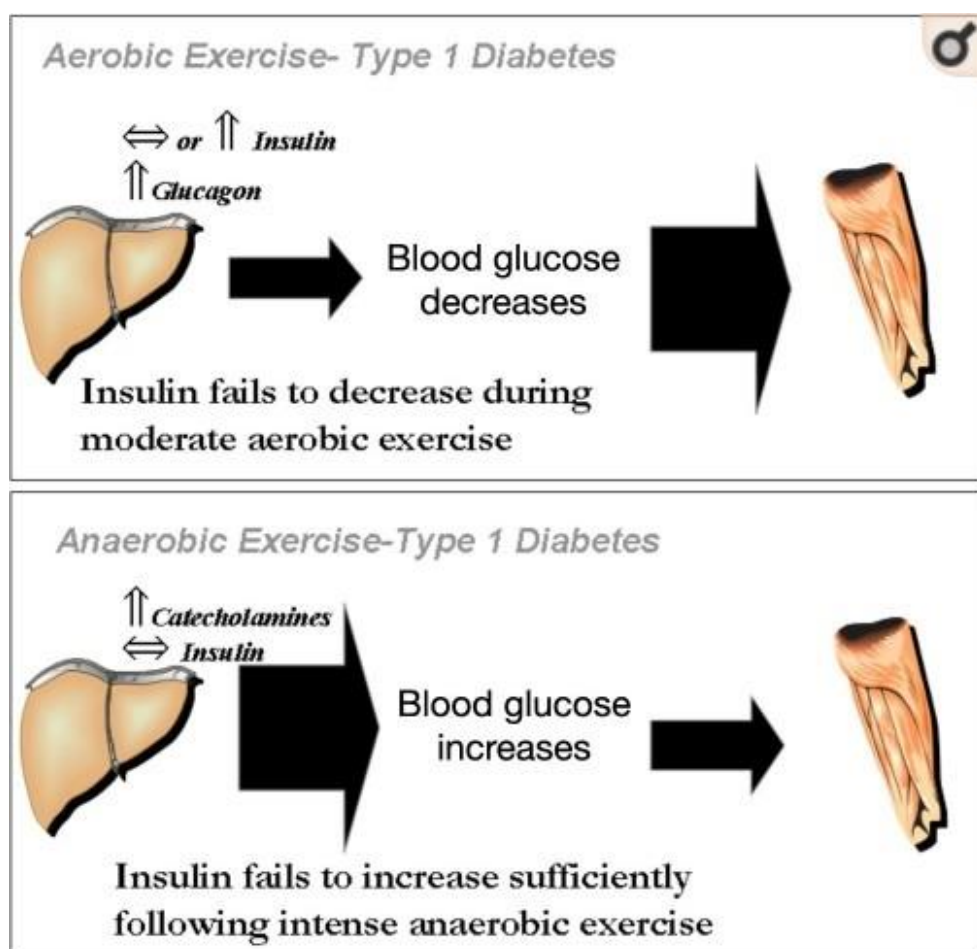 Aerobic Exercise- Type 1 Diabetes
⇔ or ⇑ Insulin
⇑ Glucagon
Blood glucose
decreases
Insulin fails to decrease during
moderate aerobic exercise
Anaerobic Exercise-Type 1 Diabetes
⇑ Catecholamines
⇔ Insulin
Blood glucose
increases
Insulin fails to increase sufficiently
following intense anaerobic exercise